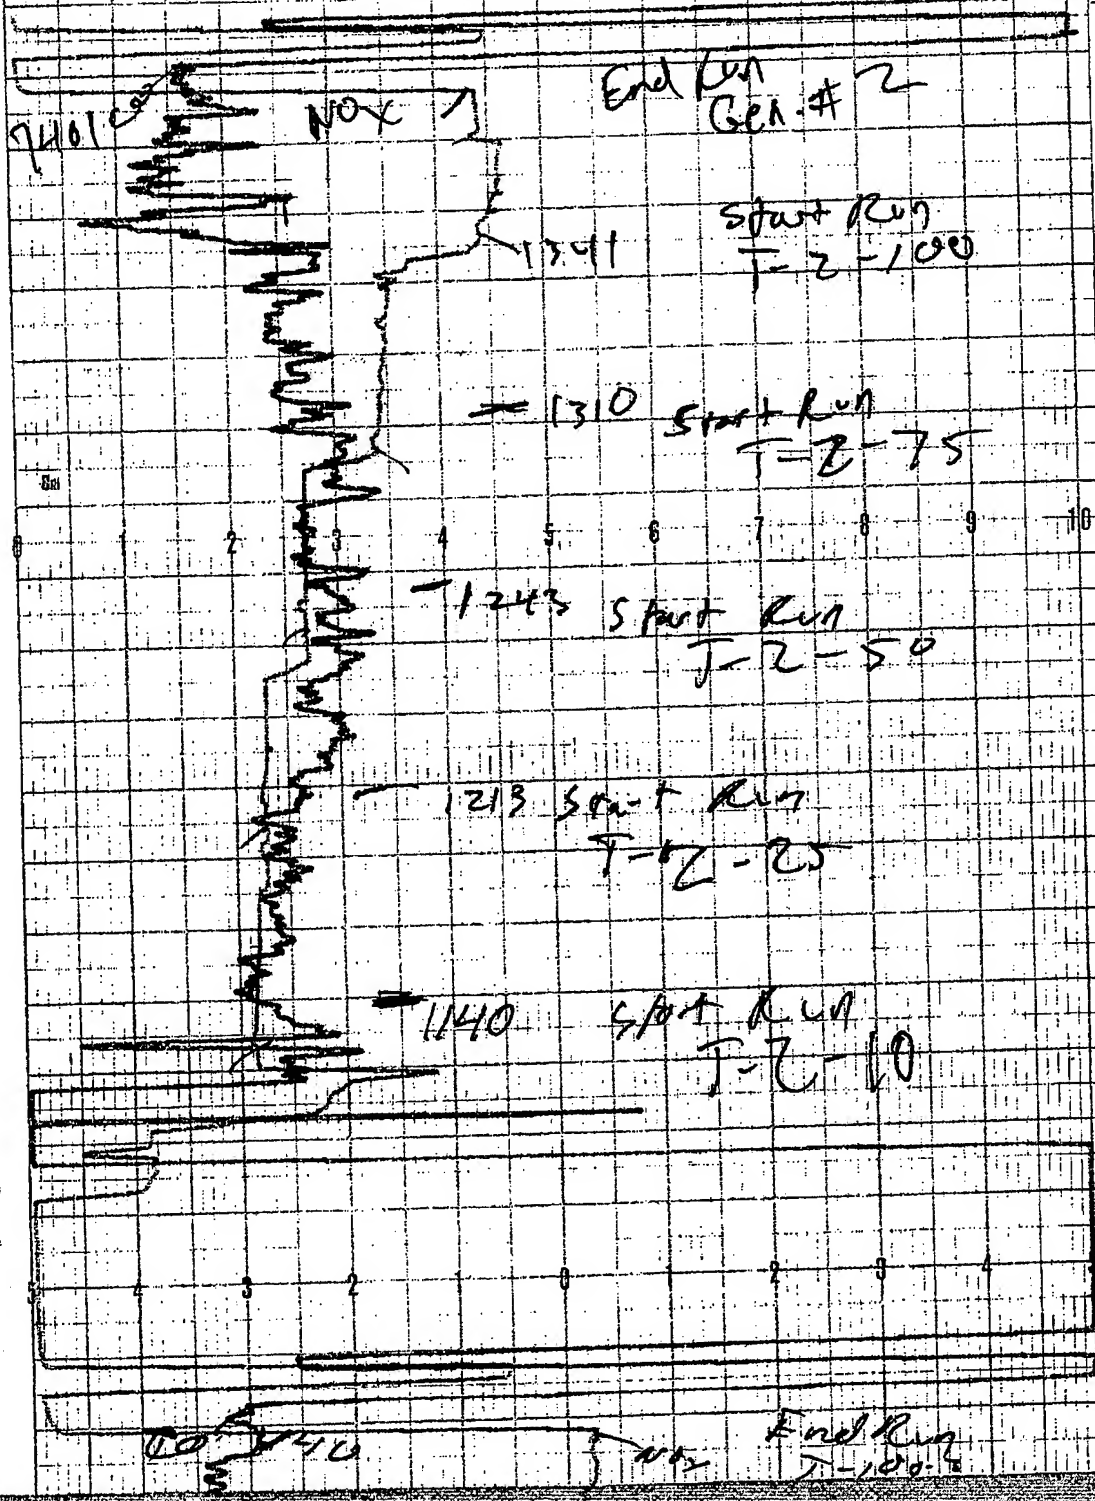 End Run
Gen. # 2
NOX
Start Run
1341
T-2-100
1310 Start Run
T-2-75
0 1 2 3 4 5 6 7 8 9 10
1243 Start Run
T-2-50
1213 Start Run
T-2-25
1140 Start Run
T-2-10
5 4 3 2 0 2 3 4
NOx
End Run